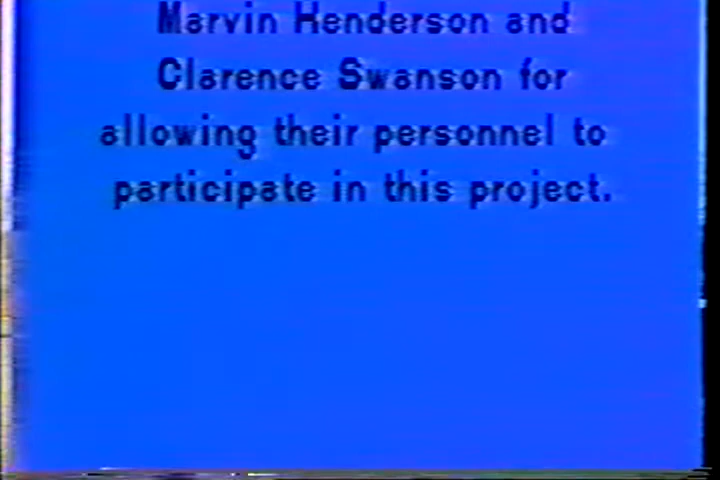 Marvin Henderson and
Clarence Swanson for
allowing their personnel to
participate in this project.